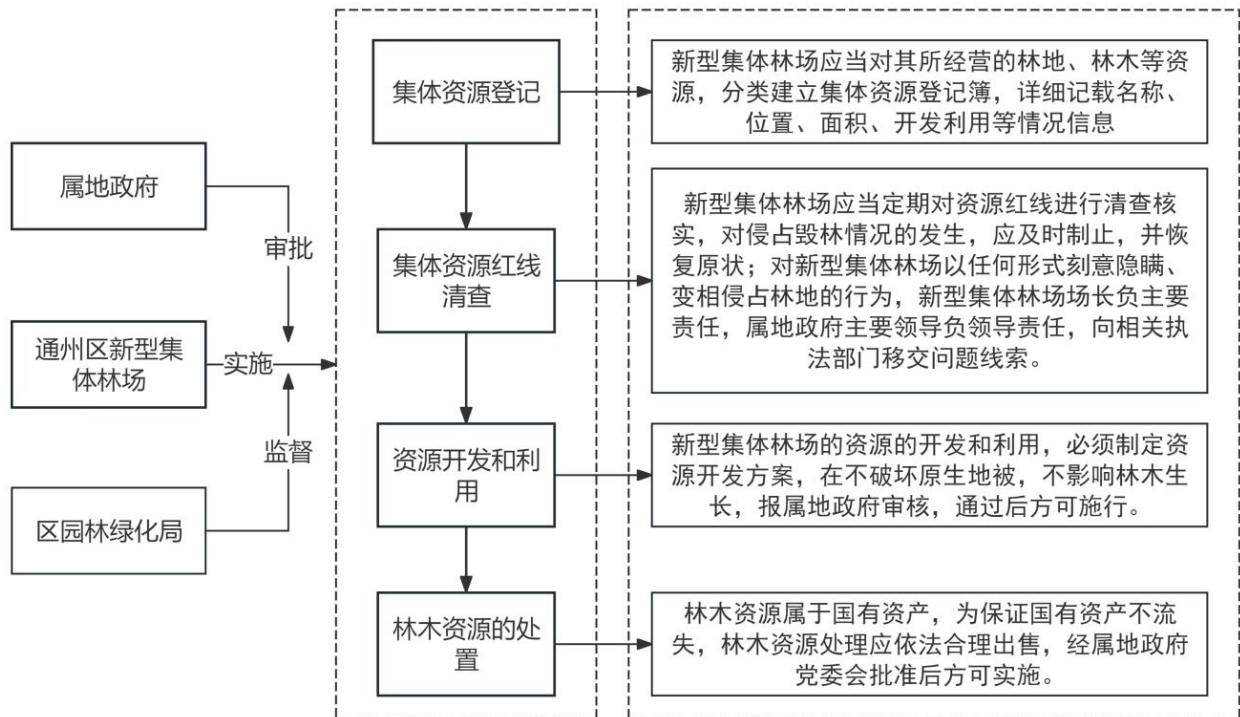 属地政府
审批
通州区新型集
体林场
实施
监督
区园林绿化局
集体资源登记
集体资源红线
清查
资源开发和利
用
林木资源的处
置
新型集体林场应当对其所经营的林地、林木等资
源，分类建立集体资源登记簿，详细记载名称、
位置、面积、开发利用等情况信息
新型集体林场应当定期对资源红线进行清查核
实，对侵占毁林情况的发生，应及时制止，并恢
复原状；对新型集体林场以任何形式刻意隐瞒、
变相侵占林地的行为，新型集体林场场长负主要
责任，属地政府主要领导负领导责任，向相关执
法部门移交问题线索。
新型集体林场的资源的开发和利用，必须制定资
源开发方案，在不破坏原生地被，不影响林木生
长，报属地政府审核，通过后方可施行。
林木资源属于国有资产，为保证国有资产不流
失，林木资源处理应依法合理出售，经属地政府
党委会批准后方可实施。